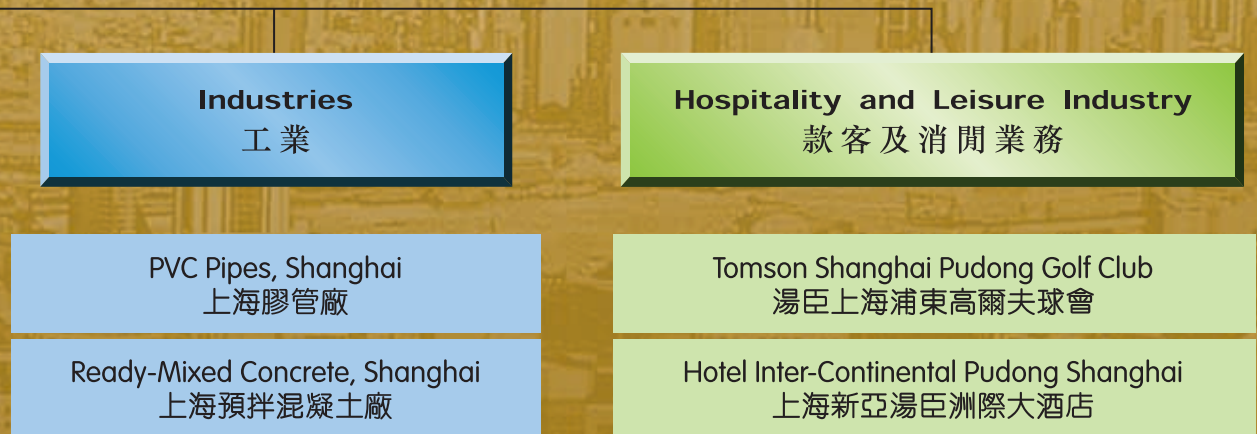 Industries
工業
PVC Pipes, Shanghai
上海膠管廠
Ready-Mixed Concrete, Shanghai
上海預拌混凝土廠
Hospitality and Leisure Industry
款客及消閒業務
Tomson Shanghai Pudong Golf Club
湯臣上海浦東高爾夫球會
Hotel Inter-Continental Pudong Shanghai
上海新亞湯臣洲際大酒店